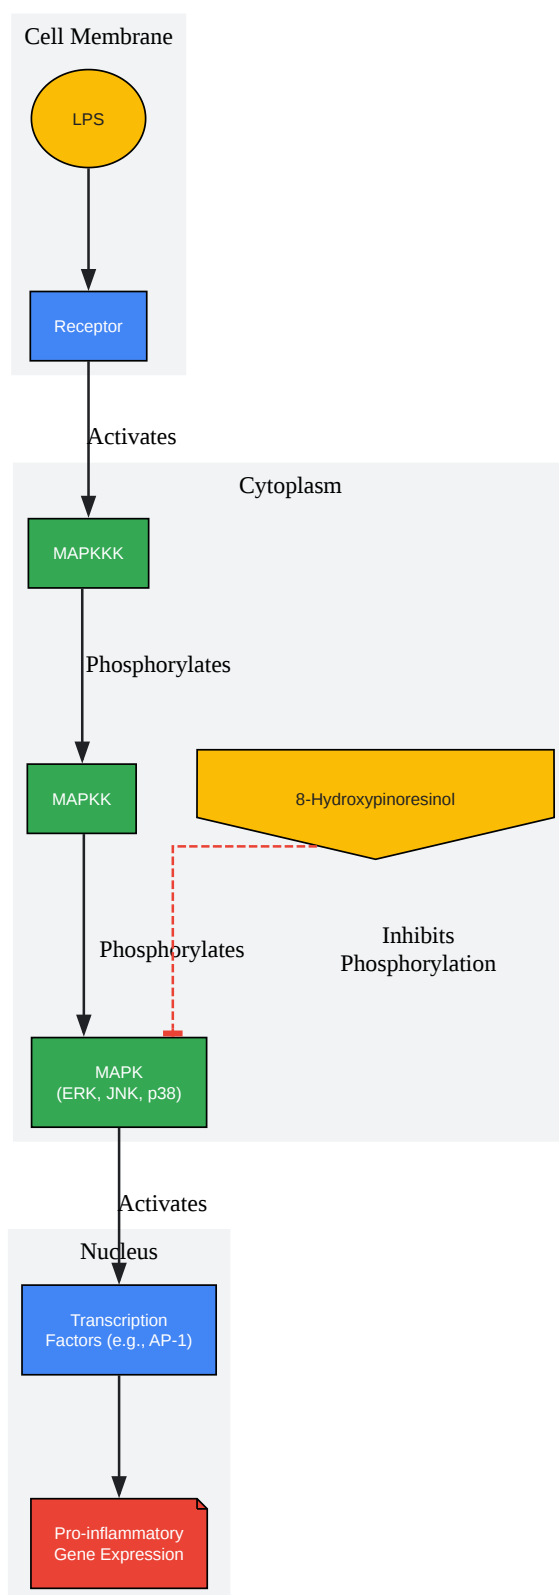 Cell Membrane
LPS
Receptor
Activates
Cytoplasm
MAPKKK
Phosphorylates
MAPKK
8-Hydroxypinoresinol
Phosphorylates
Inhibits
Phosphorylation
MAPK
(ERK, JNK, p38)
Activates
Nucleus
Transcription
Factors (e.g., AP-1)
Pro-inflammatory
Gene Expression